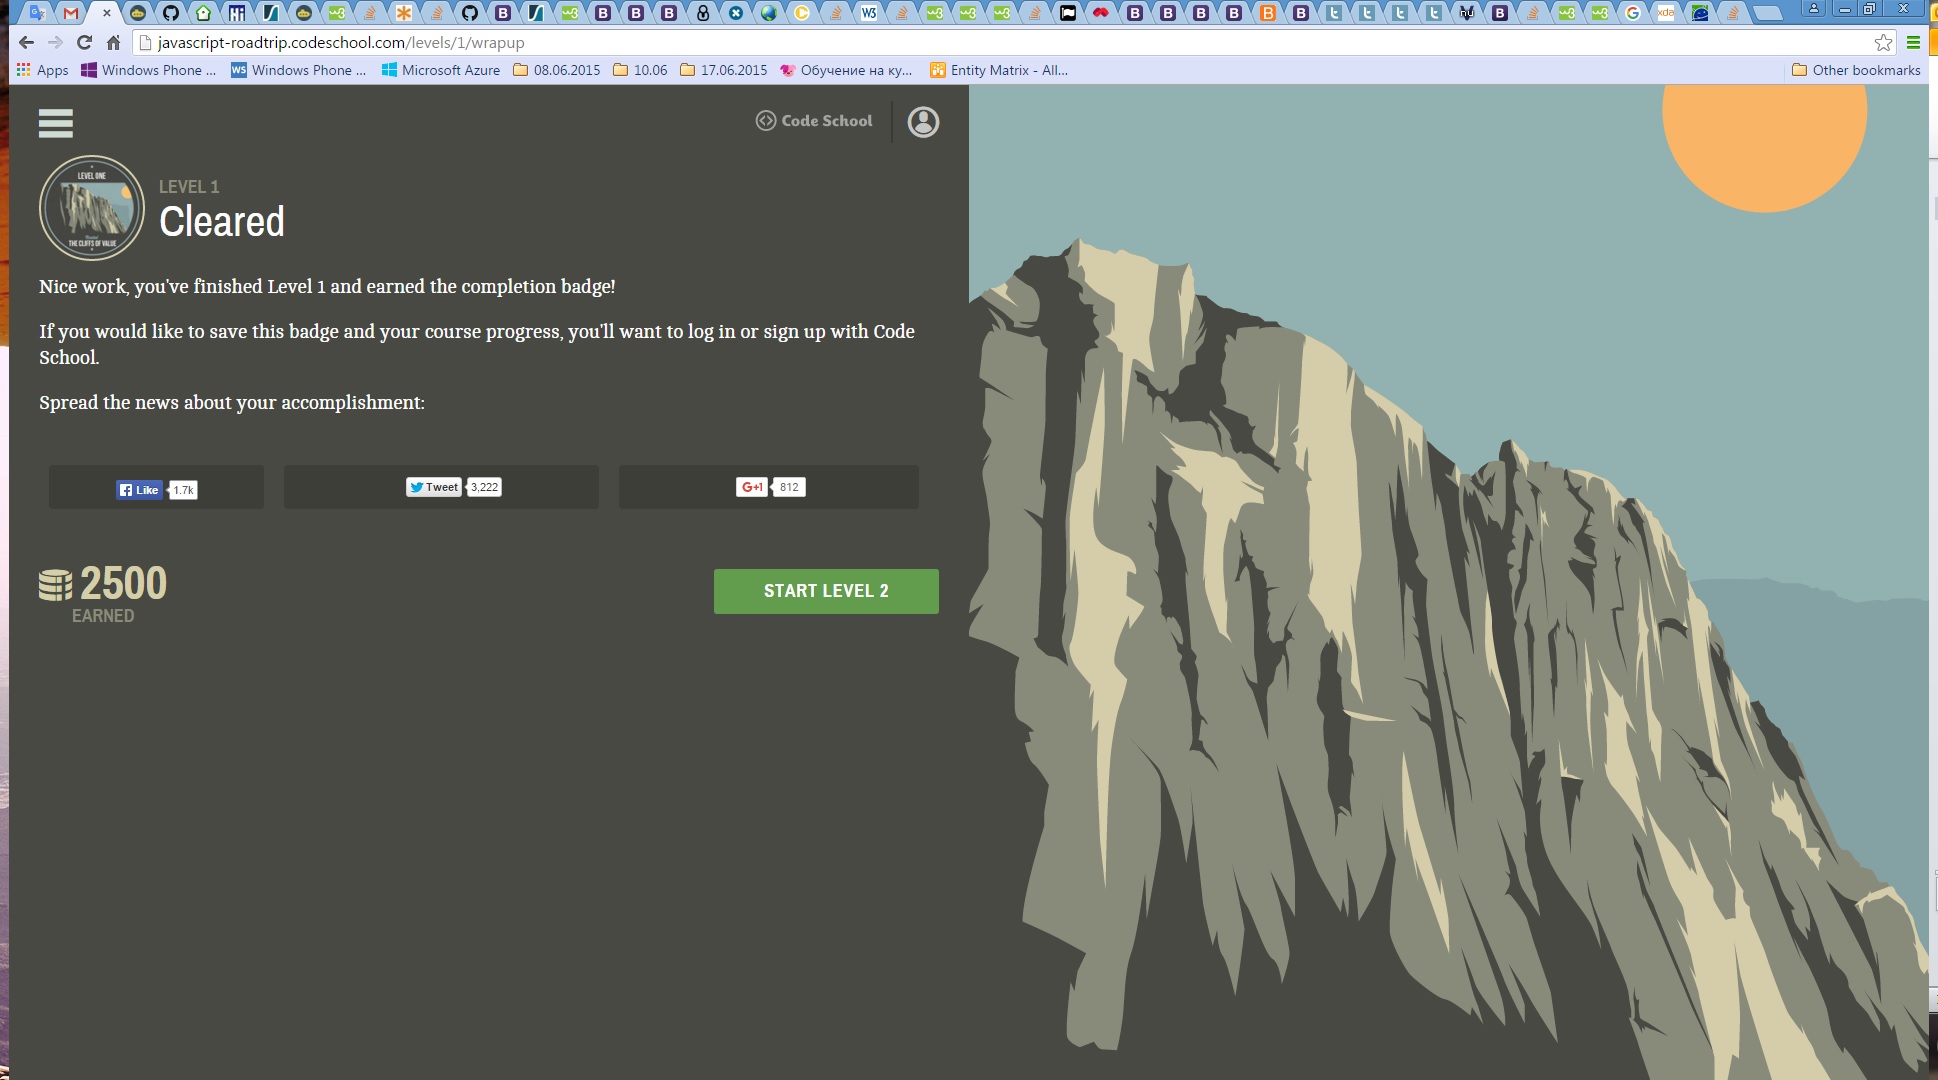 javascript-roadtrip.codeschool.com/levels/1/wrapup
Apps Windows Phone ... Windows Phone ... Microsoft Azure 08.06.2015 10.06 17.06.2015 Обучение на ку... Entity Matrix - All... Other bookmarks
Code School
LEVEL ONE
THE CLIFFS OF VALUE
LEVEL 1
Cleared
Nice work, you've finished Level 1 and earned the completion badge!
If you would like to save this badge and your course progress, you'll want to log in or sign up with Code
School.
Spread the news about your accomplishment:
Like 1.7k Tweet 3,222 G+1 812
2500
EARNED
START LEVEL 2